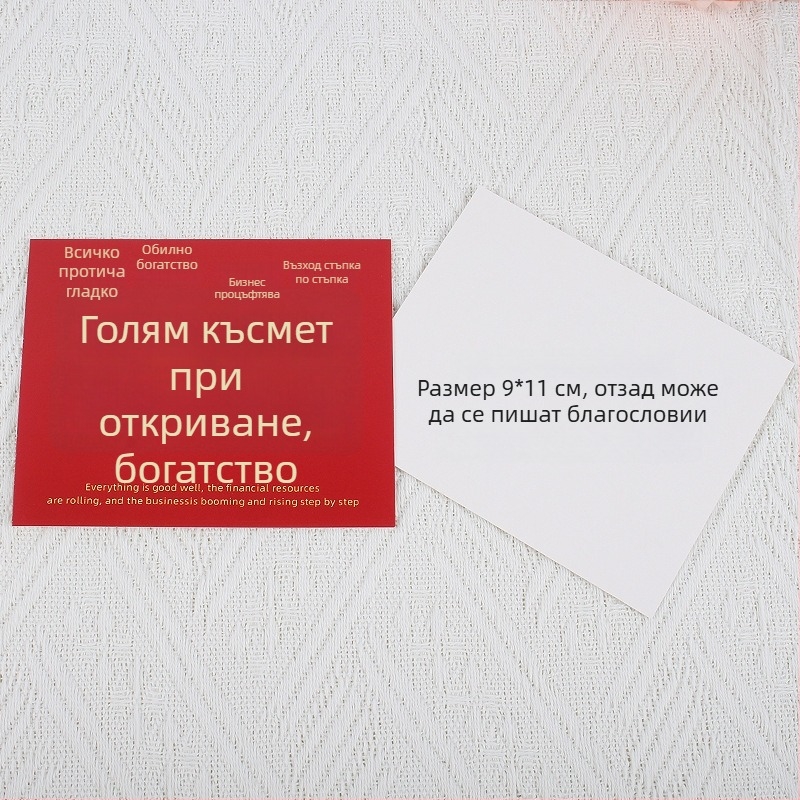 Всичко
протича
гладко
Обилно
богатство
Бизнес
процъфтява
Възход стъпка
по стъпка
Голям късмет
при
откриване,
богатство
Everything is good well, the financial resources
are rolling, and the businessis booming and rising step by step
Размер 9*11 см, отзад може
да се пишат благословии